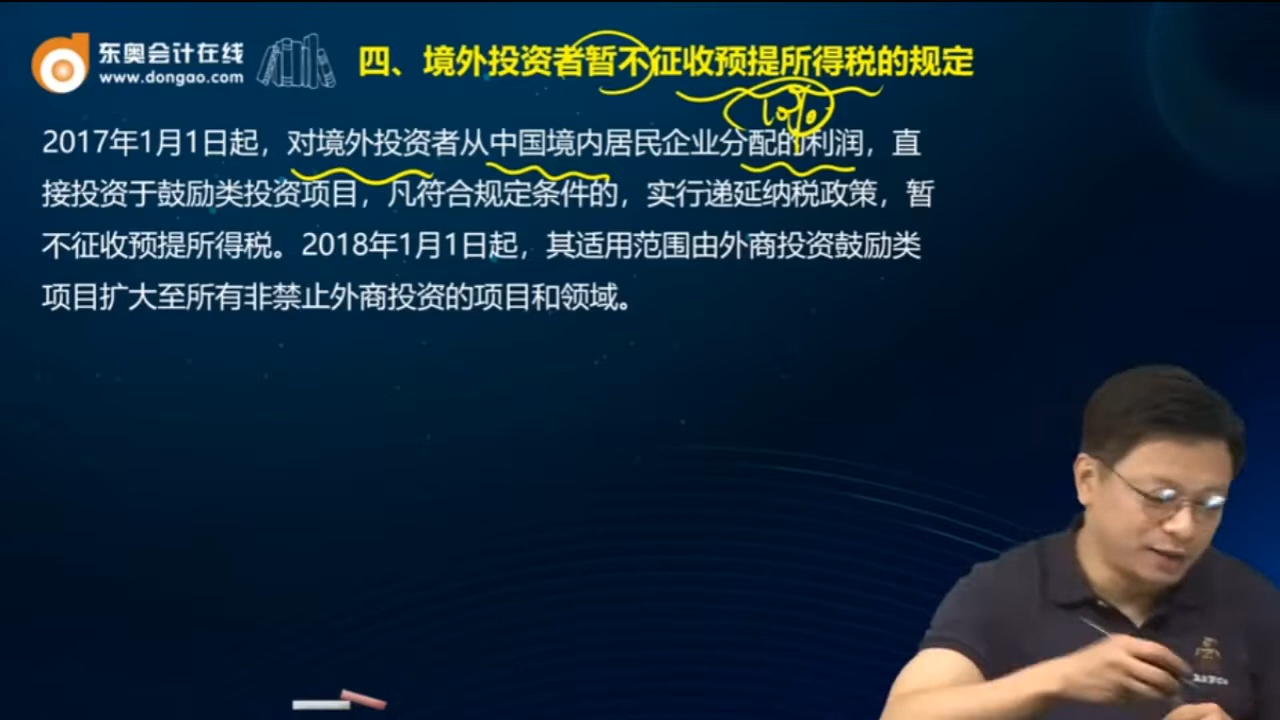 东奥会计在线
www.dongao.com
四、境外投资者暂不征收预提所得税的规定
10%
2017年1月1日起，对境外投资者从中国境内居民企业分配的利润，直
接投资于鼓励类投资项目，凡符合规定条件的，实行递延纳税政策，暂
不征收预提所得税。2018年1月1日起，其适用范围由外商投资鼓励类
项目扩大至所有非禁止外商投资的项目和领域。